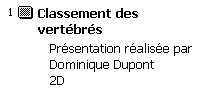 1 Classement des
vertébrés
Présentation réalisée par
Dominique Dupont
2D